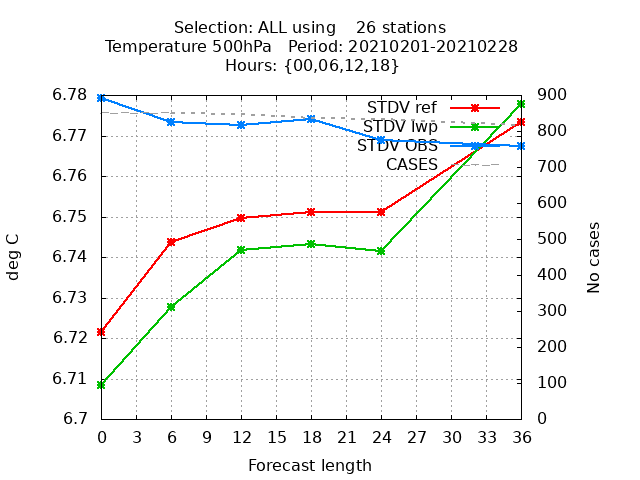 Selection: ALL using    26 stations
Temperature 500hPa   Period: 20210201-20210228
Hours: {00,06,12,18}
6.78
6.77
6.76
6.75
6.74
6.73
6.72
6.71
6.7
deg C
STDV ref
STDV lwp
STDV OBS
CASES
900
800
700
600
500
400
300
200
100
0
No cases
0 3 6 9 12 15 18 21 24 27 30 33 36
Forecast length